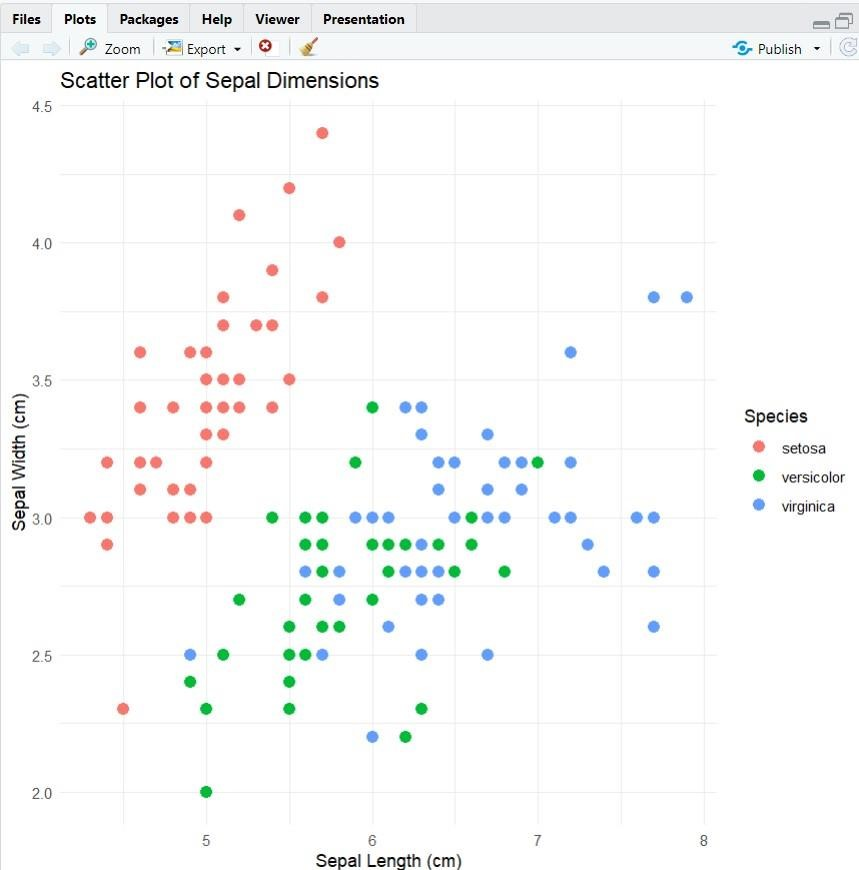 Files Plots Packages Help Viewer Presentation
Zoom Export Publish
Scatter Plot of Sepal Dimensions
4.5
4.0
3.5
3.0
2.5
2.0
Sepal Width (cm)
5 6 7 8
Sepal Length (cm)
Species
setosa
versicolor
virginica